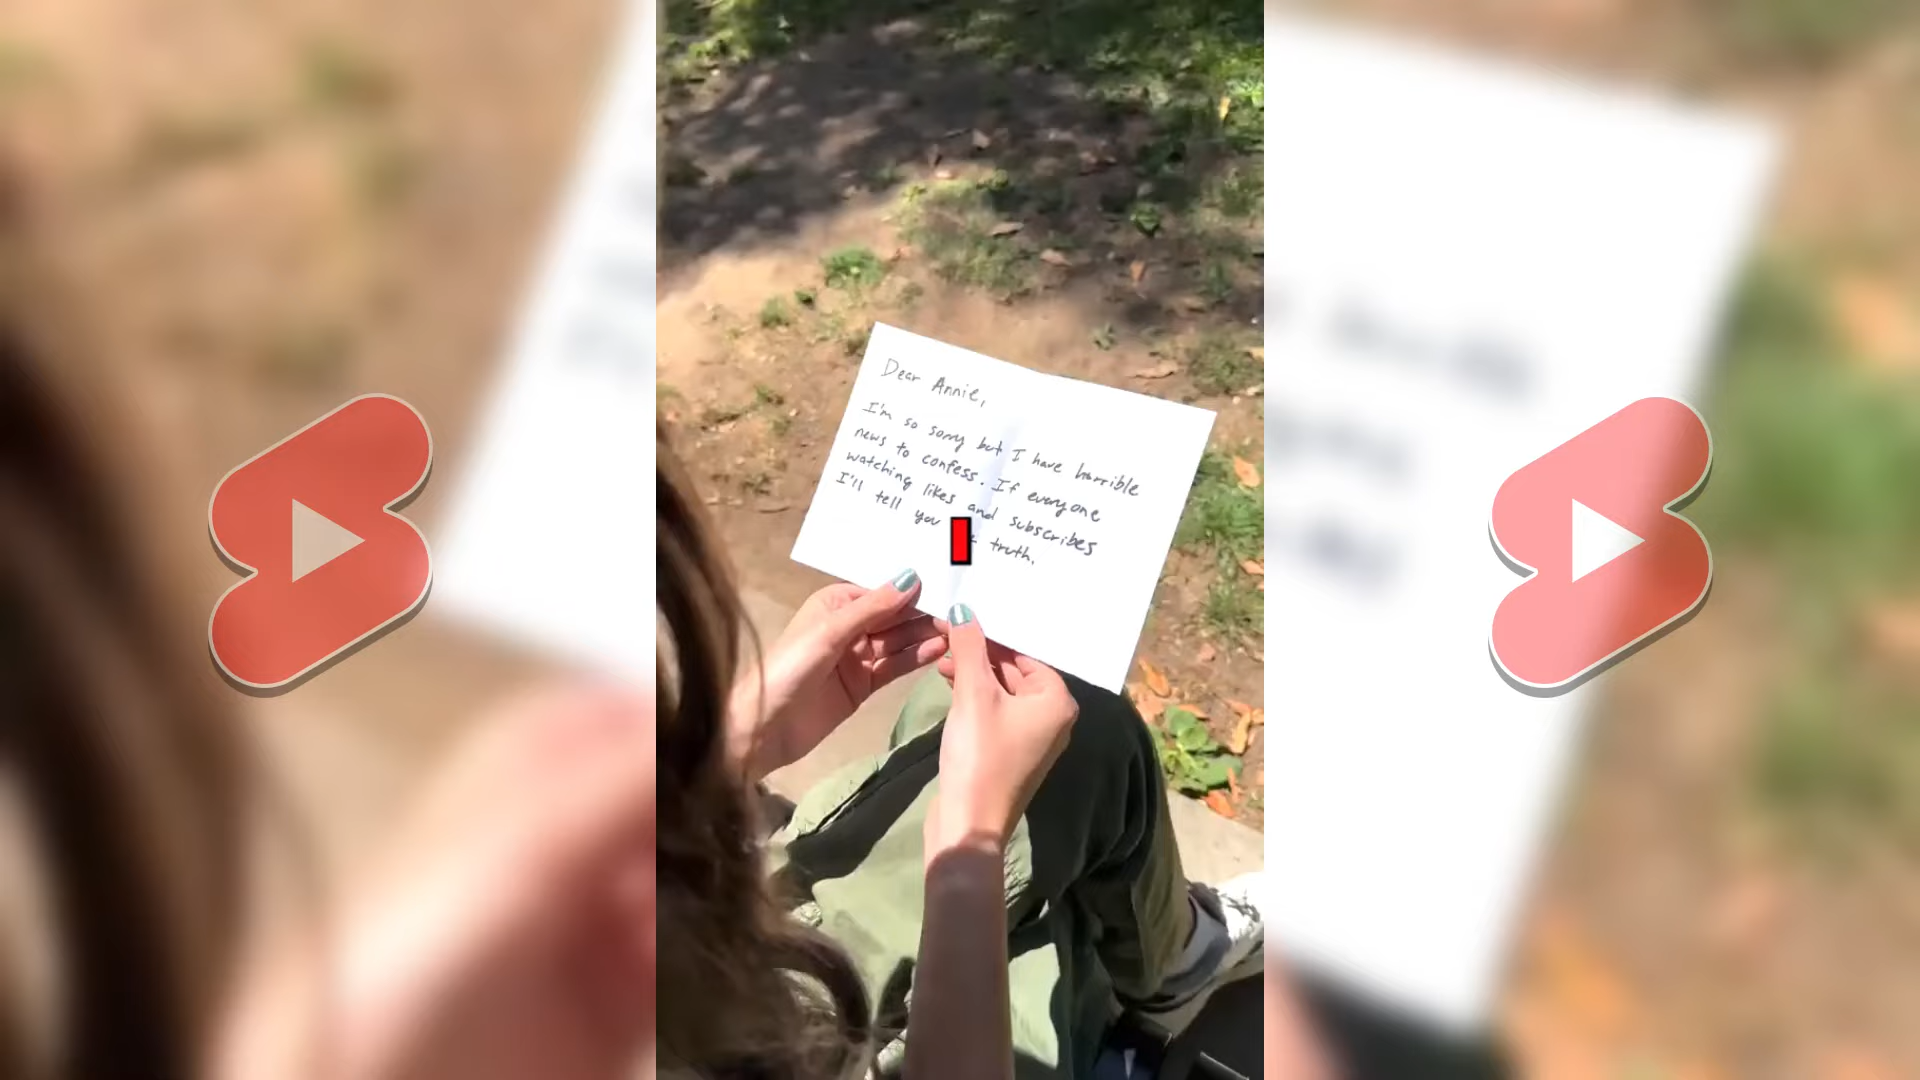 Dear Annie,
I'm so sorry but I have horrible
news to confess. If everyone
watching likes and subscribes
I'll tell you truth.